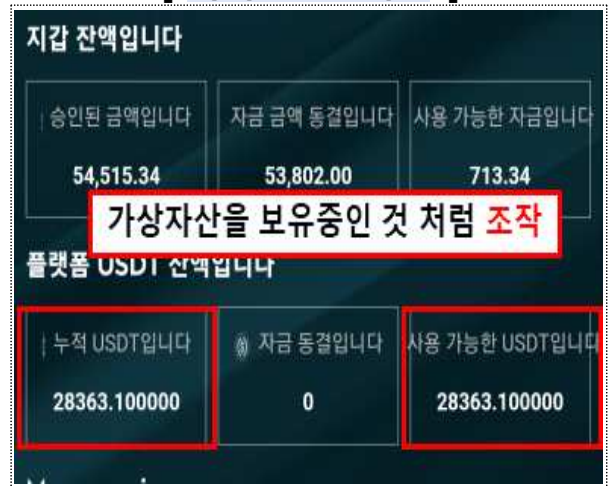 지갑 잔액입니다
승인된 금액입니다 자금 금액 동결입니다 사용 가능한 자금입니다
54,515.34 53,802.00 713.34
가상자산을 보유중인 것 처럼 조작
플랫폼 USDT 잔액입니다
누적 USDT입니다 자금 동결입니다 사용 가능한 USDT입니다
28363.100000 0 28363.100000